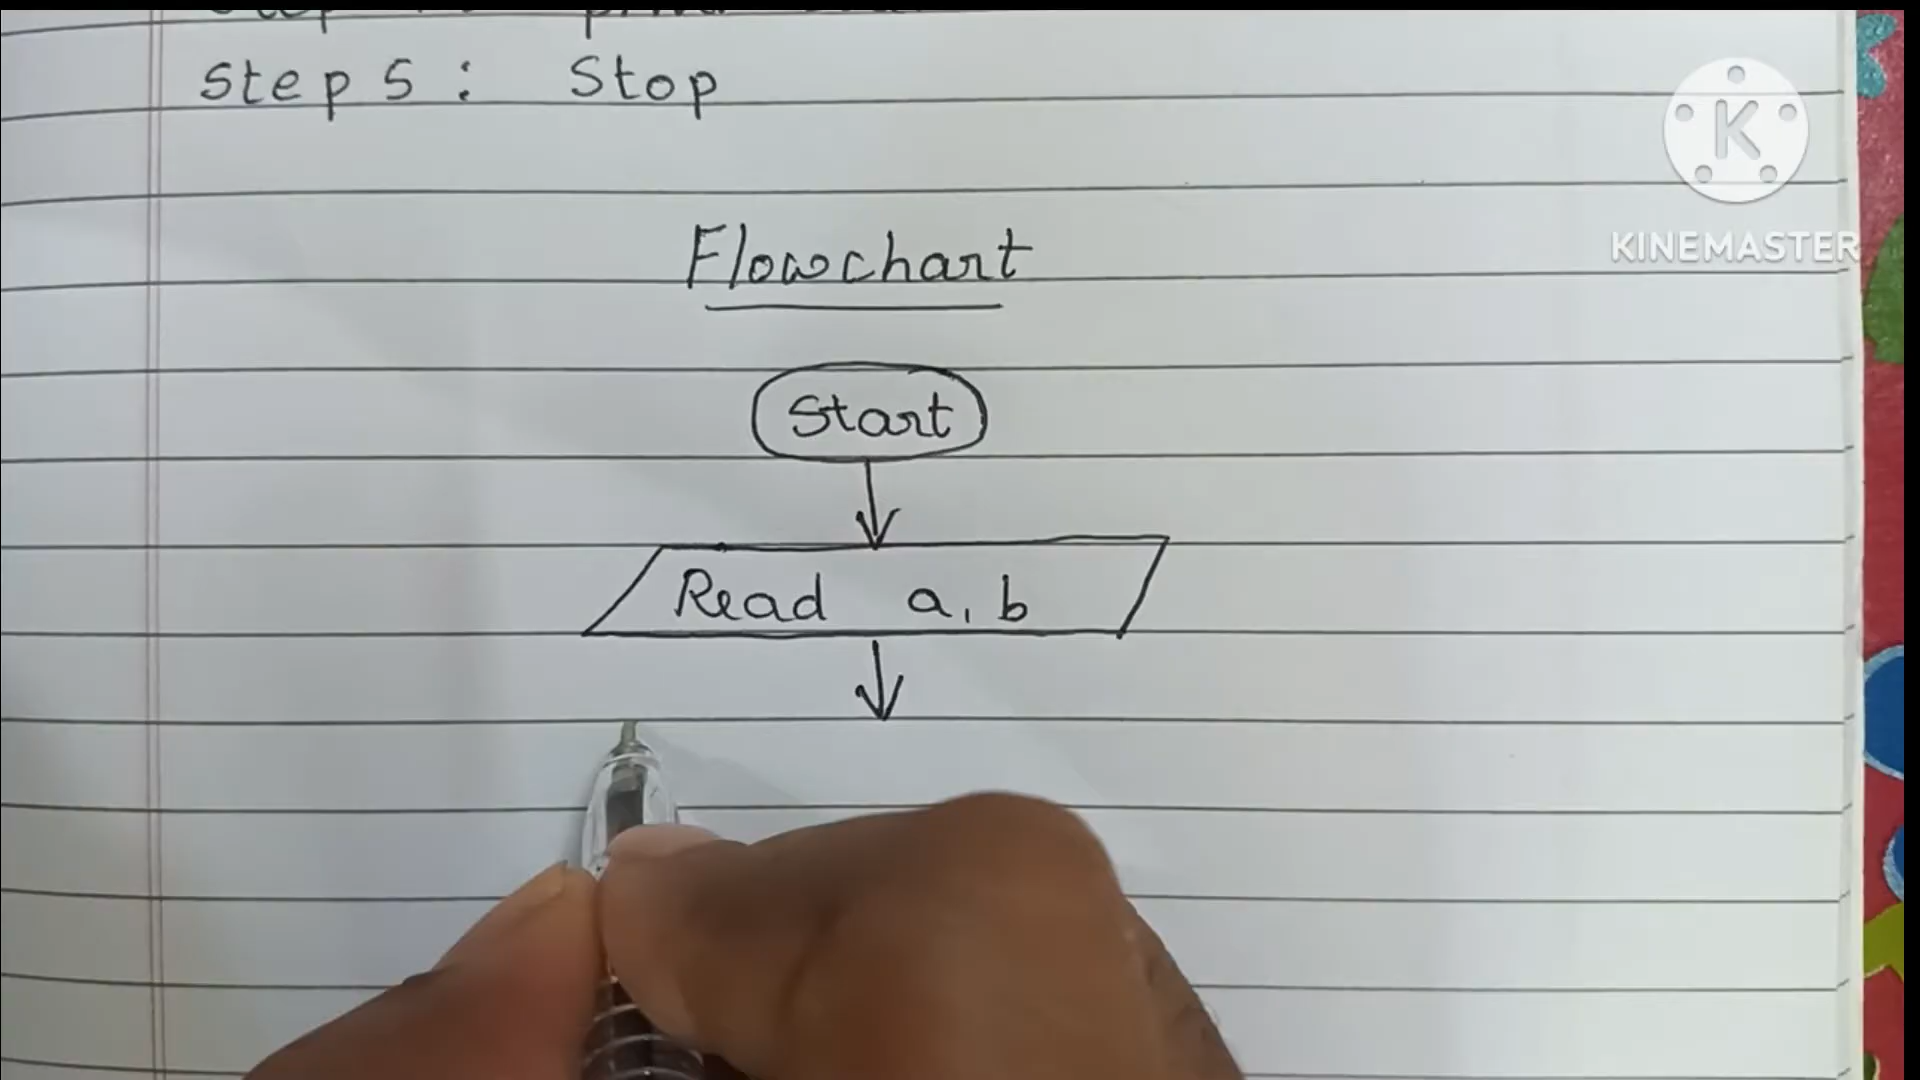 Step 5 : Stop
Flowchart
Start
Read a, b
K
KINEMASTER